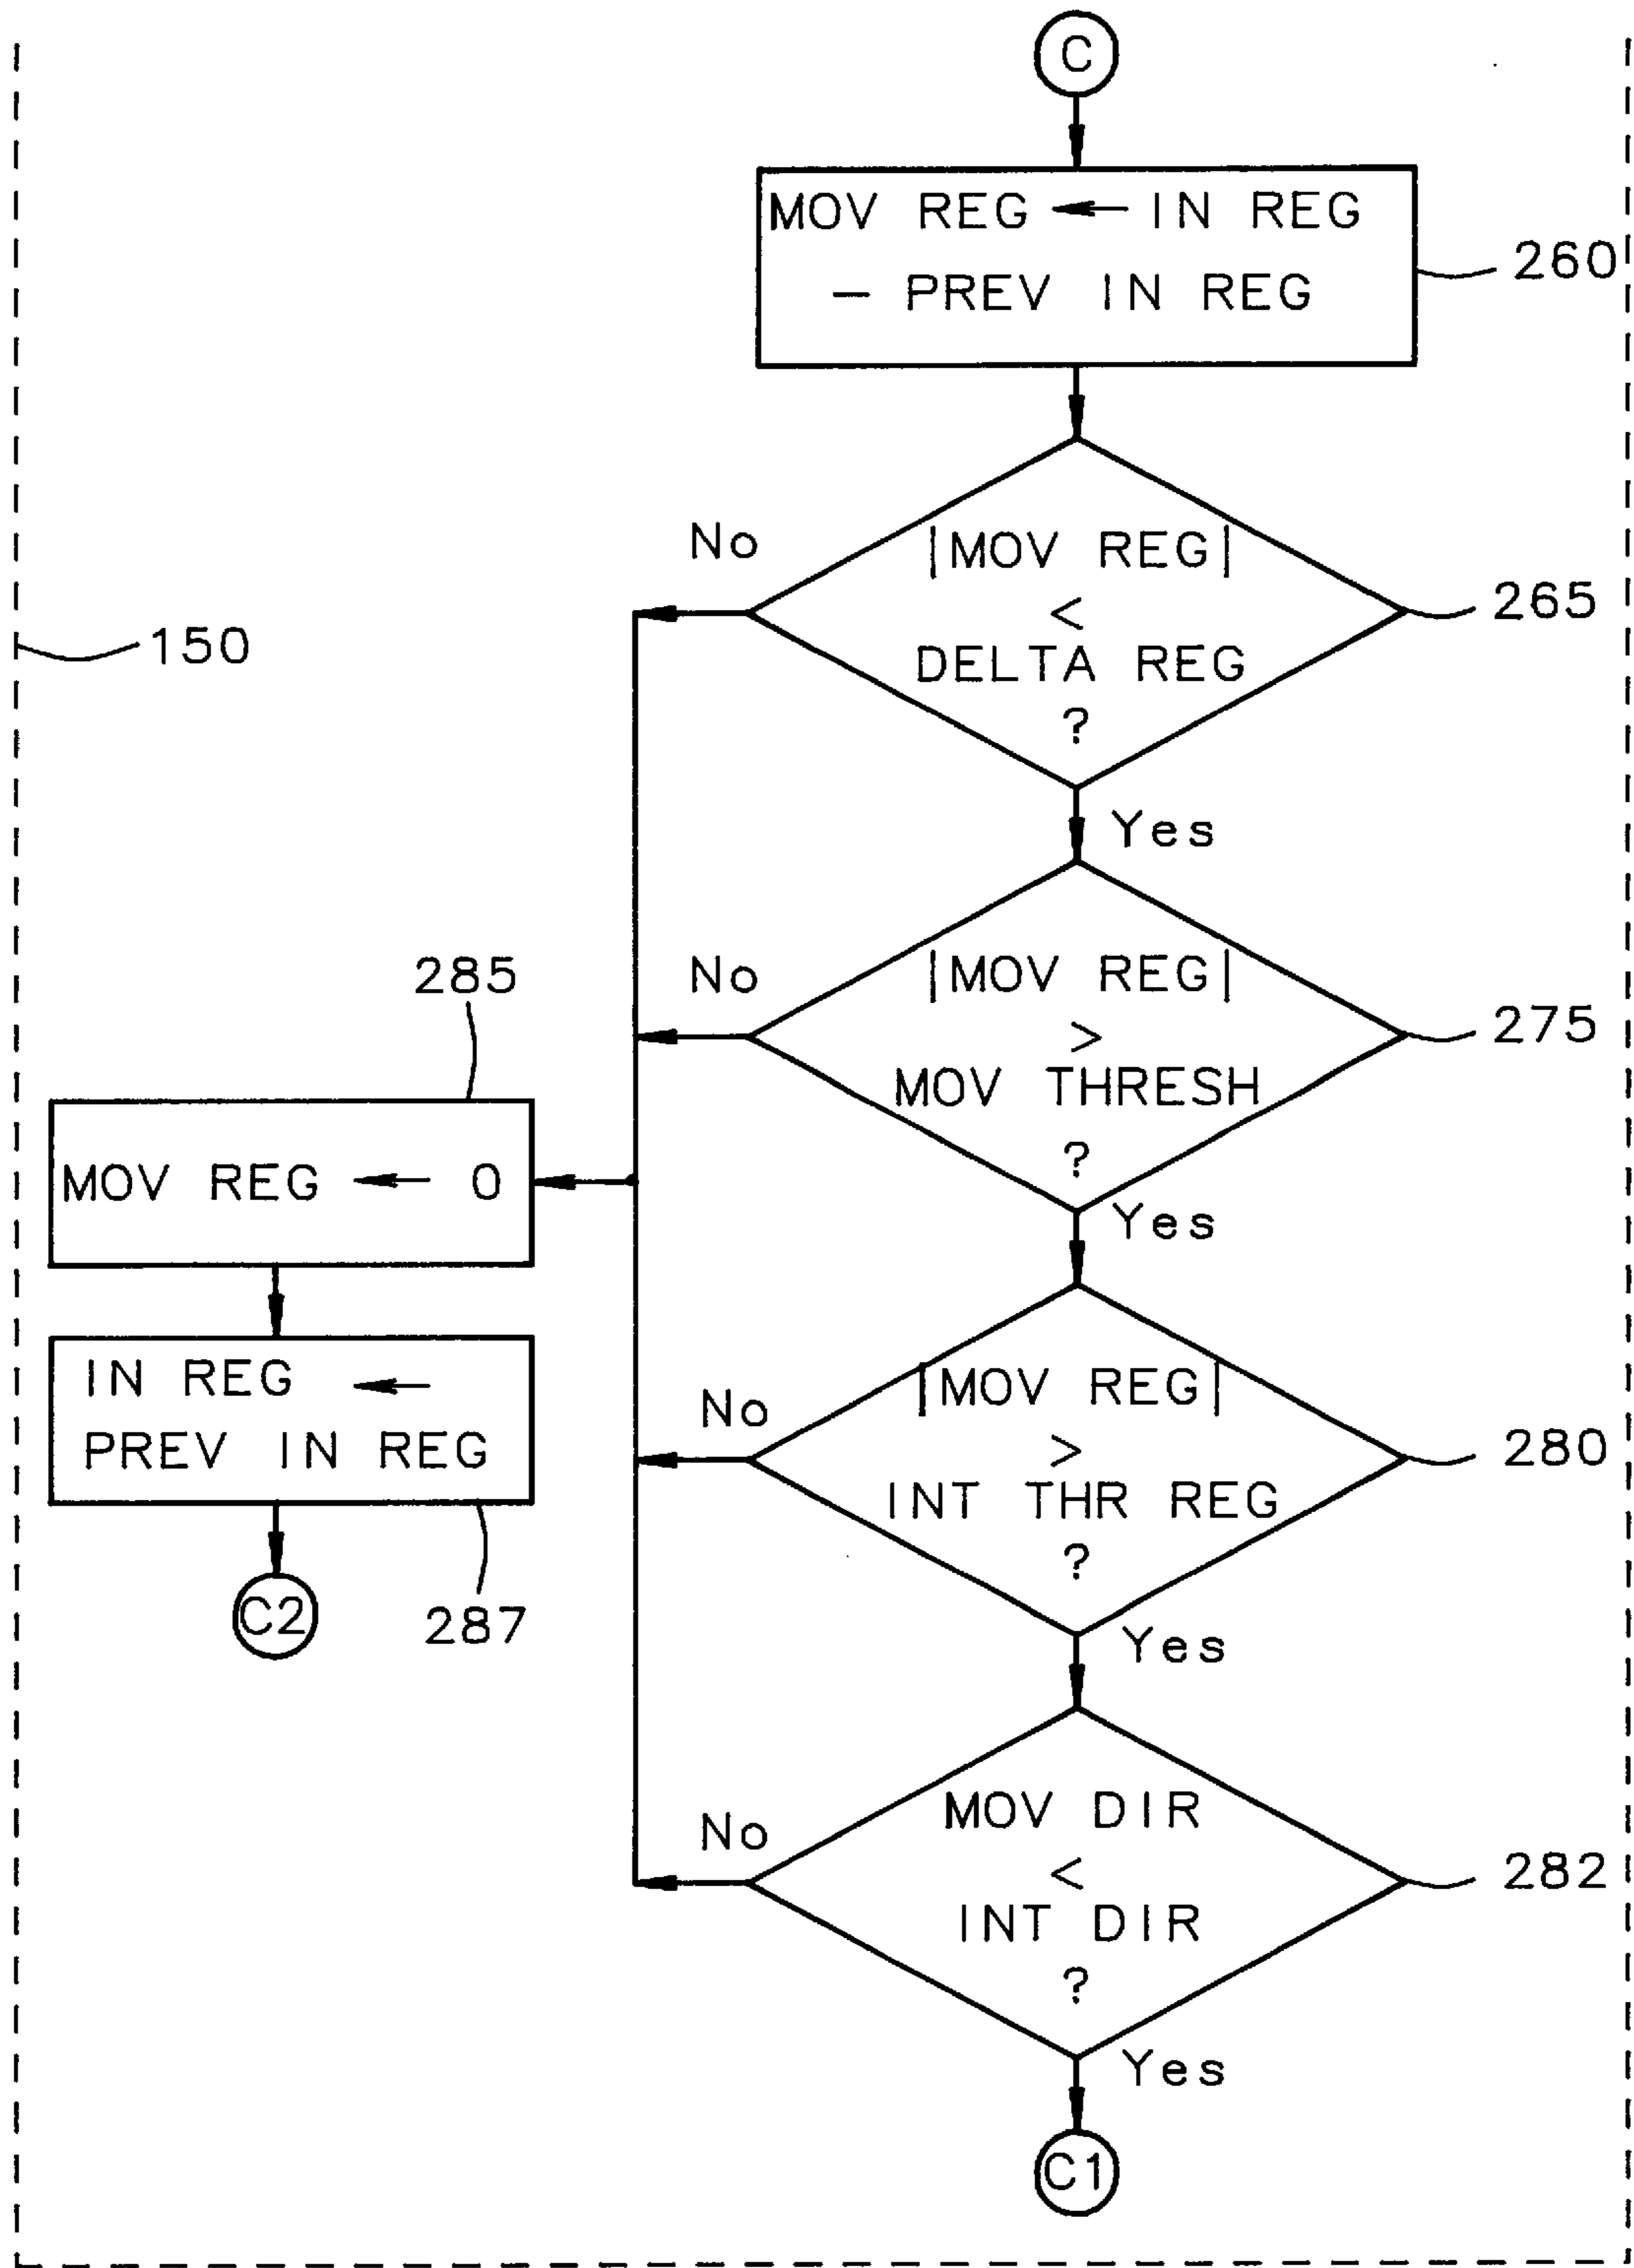 C
MOV REG ← IN REG
– PREV IN REG
260
No
|MOV REG|
<
DELTA REG
?
265
150
Yes
285
No
|MOV REG|
>
MOV THRESH
?
275
MOV REG ← 0
Yes
IN REG ←
PREV IN REG
287
C2
No
|MOV REG|
>
INT THR REG
?
280
Yes
No
MOV DIR
<
INT DIR
?
282
Yes
C1